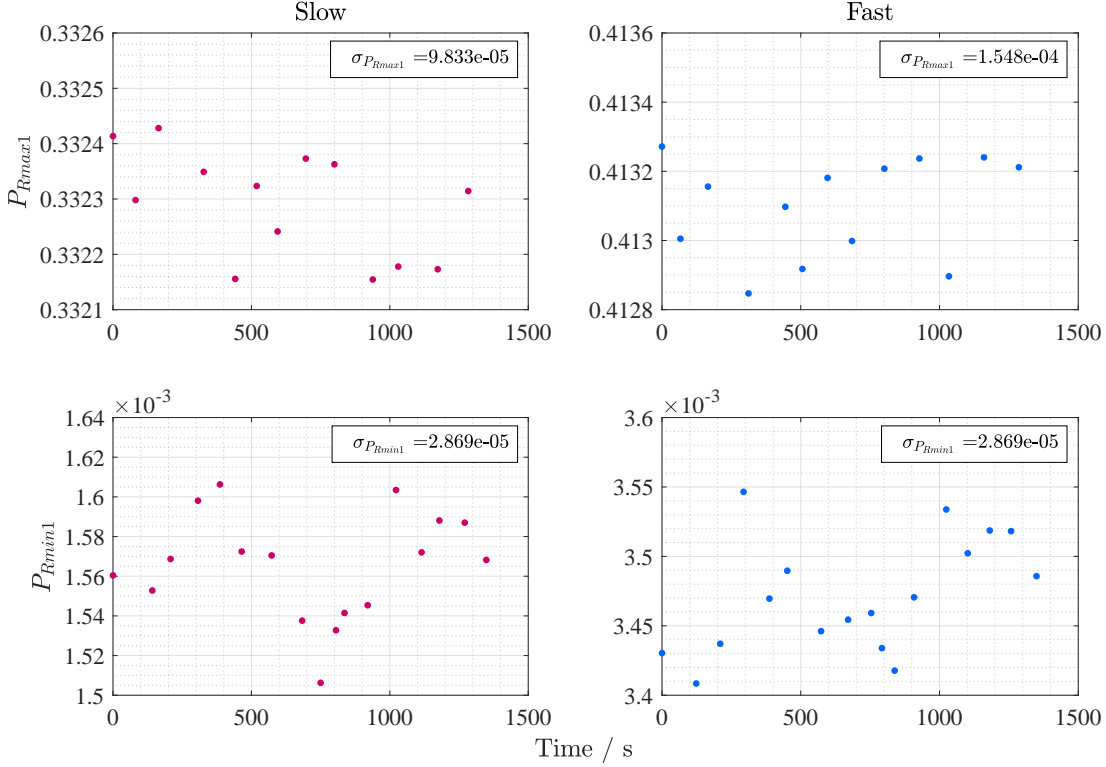 Slow
Fast
0.3326
0.3325
0.3324
0.3323
0.3322
0.3321
P_{Rmax1}
σ_{P_{Rmax1}} =9.833e-05
0 500 1000 1500
0.4136
0.4134
0.4132
0.413
0.4128
σ_{P_{Rmax1}} =1.548e-04
0 500 1000 1500
×10^{-3}
1.64
1.62
1.6
1.58
1.56
1.54
1.52
1.5
P_{Rmin1}
σ_{P_{Rmin1}} =2.869e-05
0 500 1000 1500
×10^{-3}
3.6
3.55
3.5
3.45
3.4
σ_{P_{Rmin1}} =2.869e-05
0 500 1000 1500
Time / s